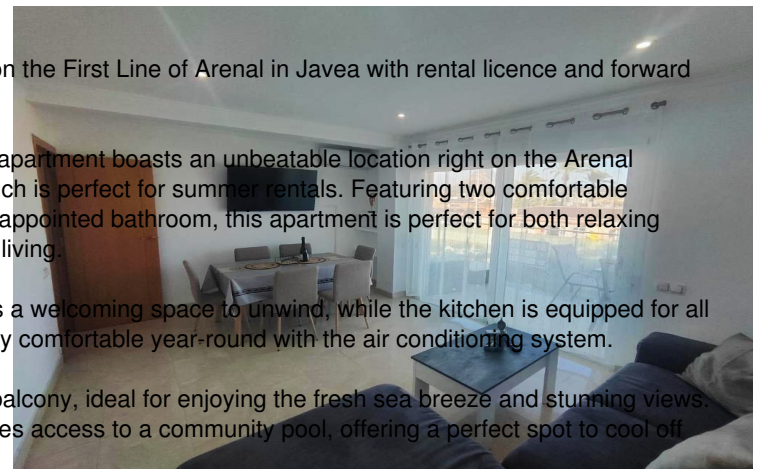 on the First Line of Arenal in Javea with rental licence and forward
apartment boasts an unbeatable location right on the Arenal
ch is perfect for summer rentals. Featuring two comfortable
appointed bathroom, this apartment is perfect for both relaxing
living.
s a welcoming space to unwind, while the kitchen is equipped for all
y comfortable year-round with the air conditioning system.
balcony, ideal for enjoying the fresh sea breeze and stunning views.
es access to a community pool, offering a perfect spot to cool off